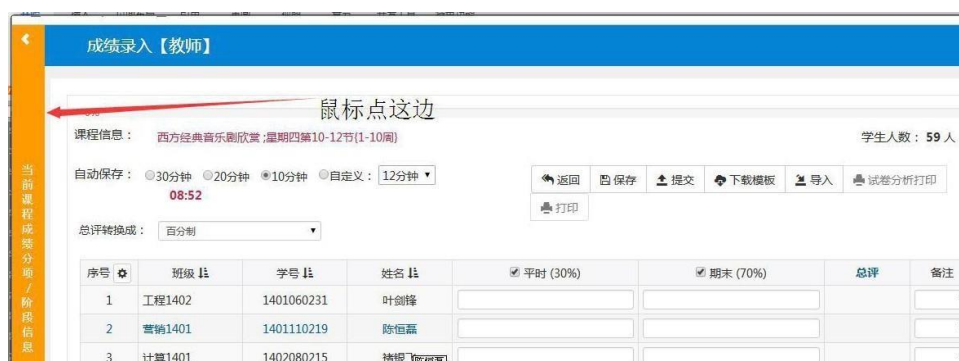 成绩录入【教师】
鼠标点这边
课程信息： 西方经典音乐剧欣赏;星期四第10-12节{1-10周} 学生人数：59 人
自动保存： 30分钟 20分钟 10分钟 自定义： 12分钟
08:52
返回 保存 提交 下载模板 导入 试卷分析打印
打印
总评转换成： 百分制
当前课程成绩分项/阶段信息
序号 班级 学号 姓名 平时 (30%) 期末 (70%) 总评 备注
1 工程1402 1401060231 叶剑锋
2 营销1401 1401110219 陈恒磊
3 计算1401 1402080215